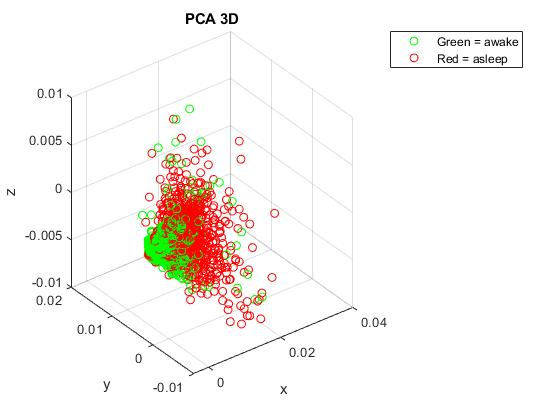 PCA 3D
Green = awake
Red = asleep
0.01
0.005
0
-0.005
-0.01
z
0.02
0.01
0
-0.01
y
0
0.02
0.04
x